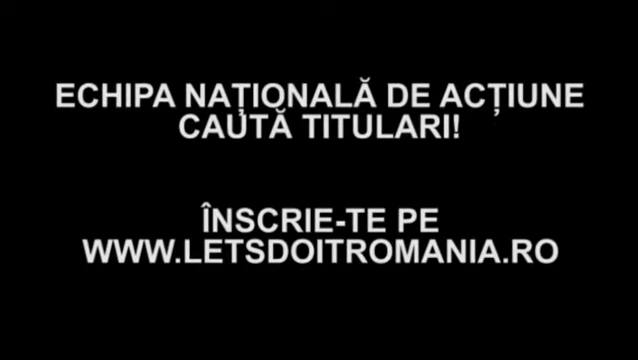 ECHIPA NAȚIONALĂ DE ACȚIUNE
CAUTĂ TITULARI!
ÎNSCRIE-TE PE
WWW.LETSDOITROMANIA.RO